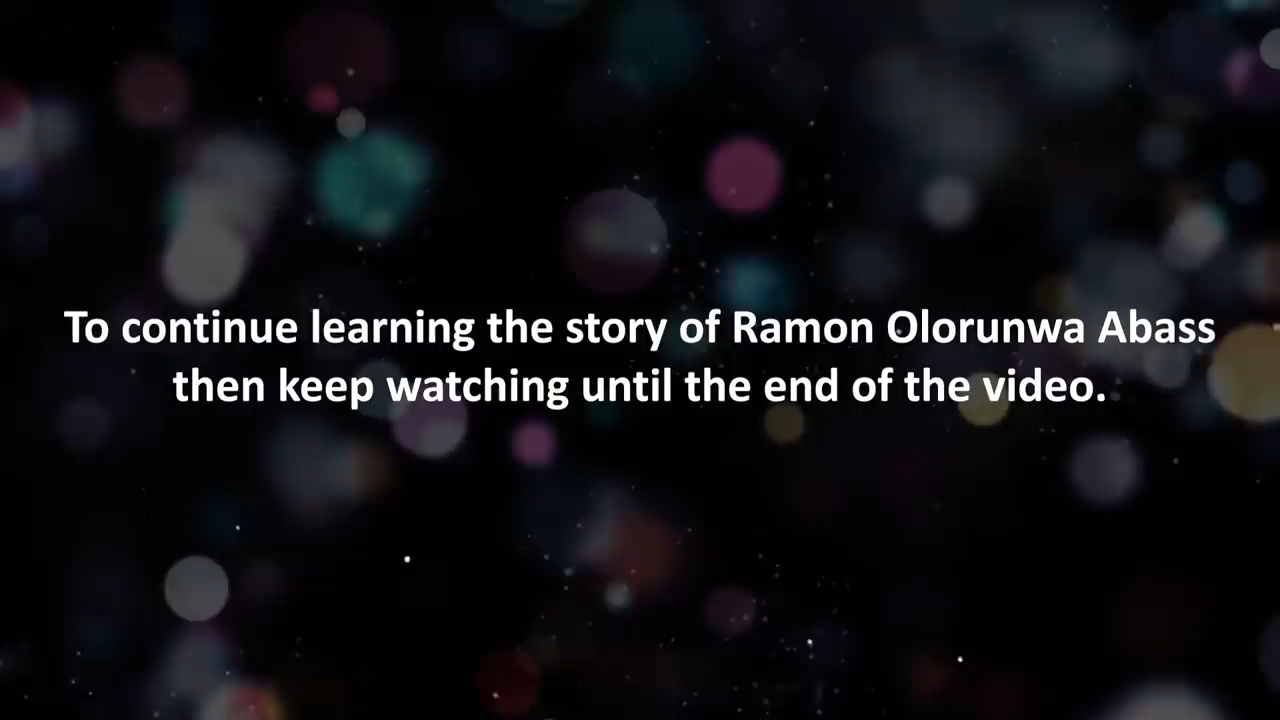 To continue learning the story of Ramon Olorunwa Abass
then keep watching until the end of the video.